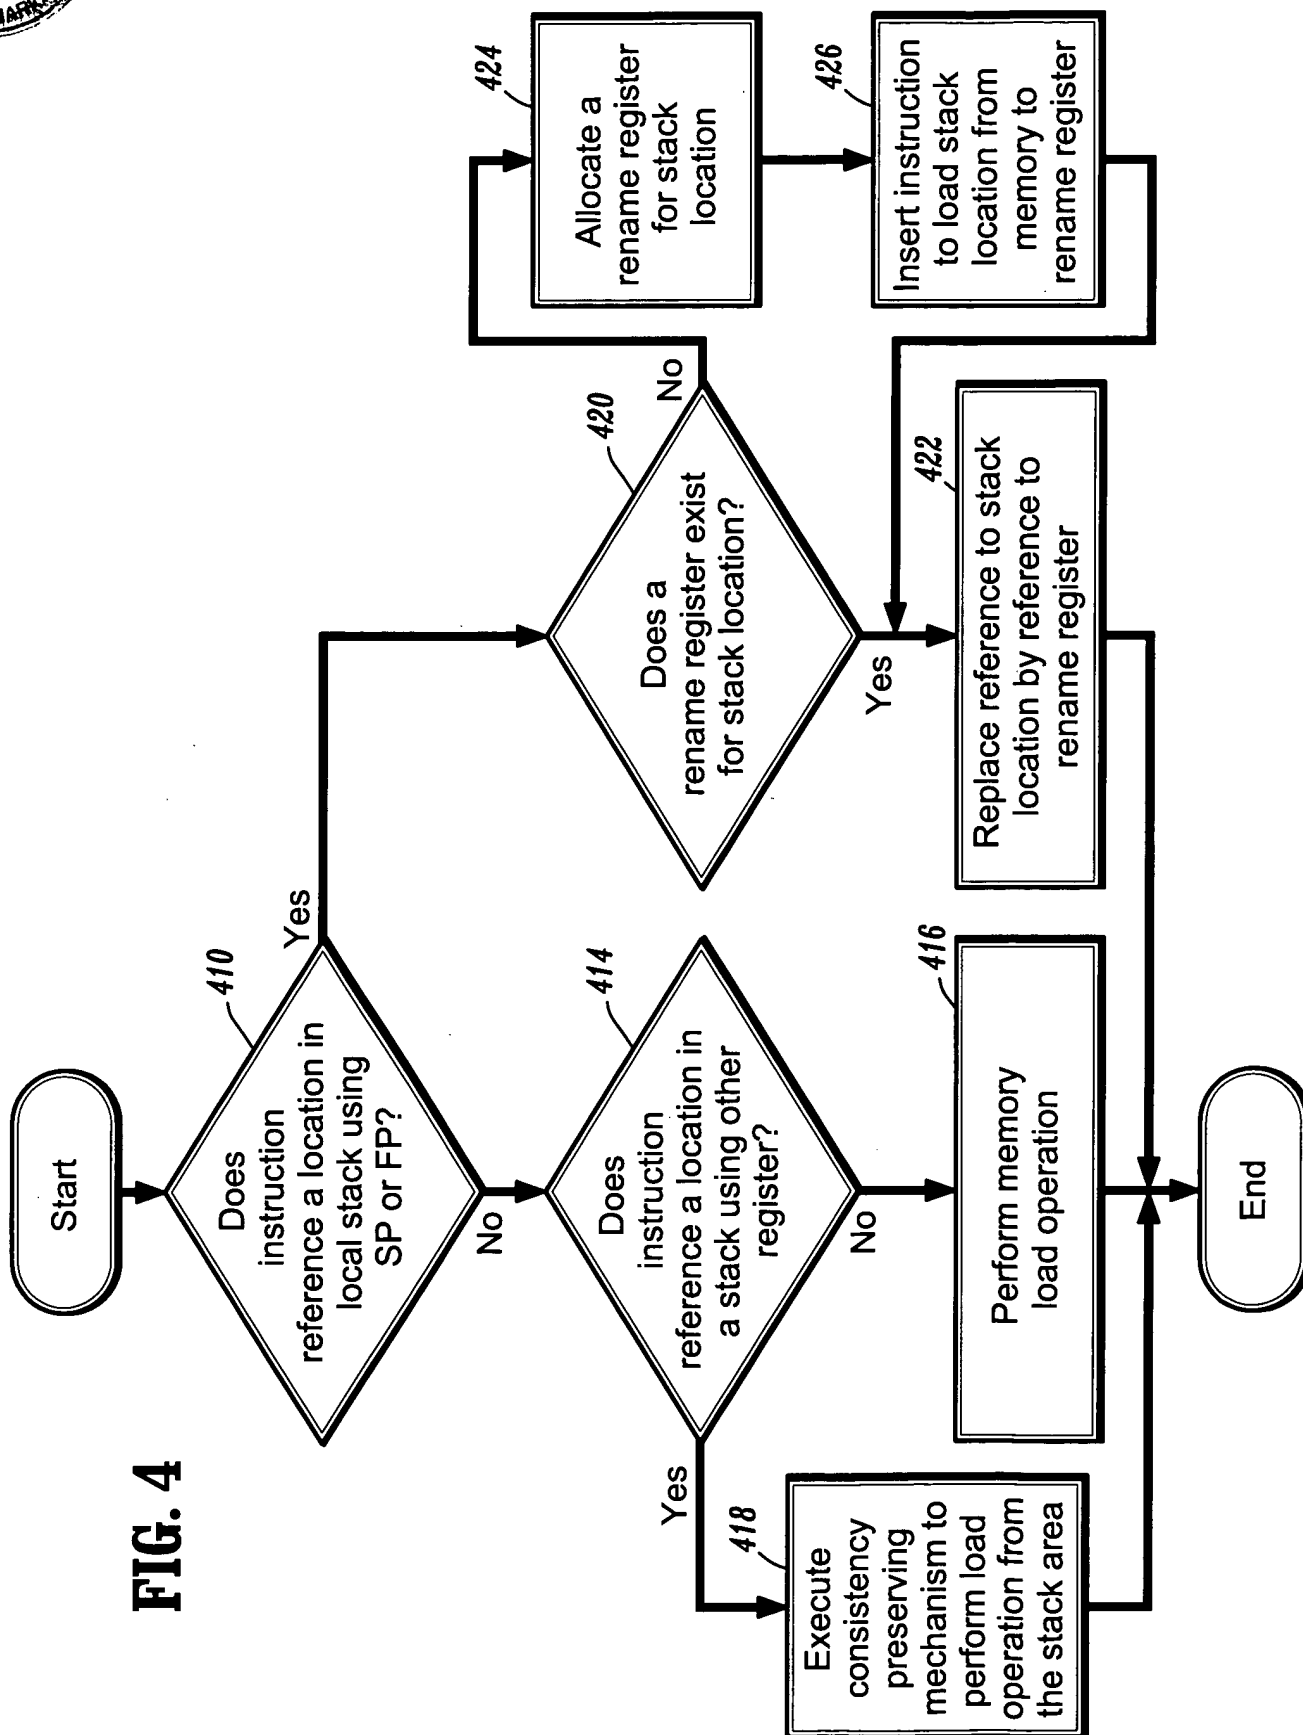 FIG. 4
Start
410
Does
instruction
reference a location in
local stack using
SP or FP?
Yes
No
414
Does
instruction
reference a location in
a stack using other
register?
Yes
No
418
Execute
consistency
preserving
mechanism to
perform load
operation from
the stack area
416
Perform memory
load operation
420
Does a
rename register exist
for stack location?
No
Yes
424
Allocate a
rename register
for stack
location
426
Insert instruction
to load stack
location from
memory to
rename register
422
Replace reference to stack
location by reference to
rename register
End